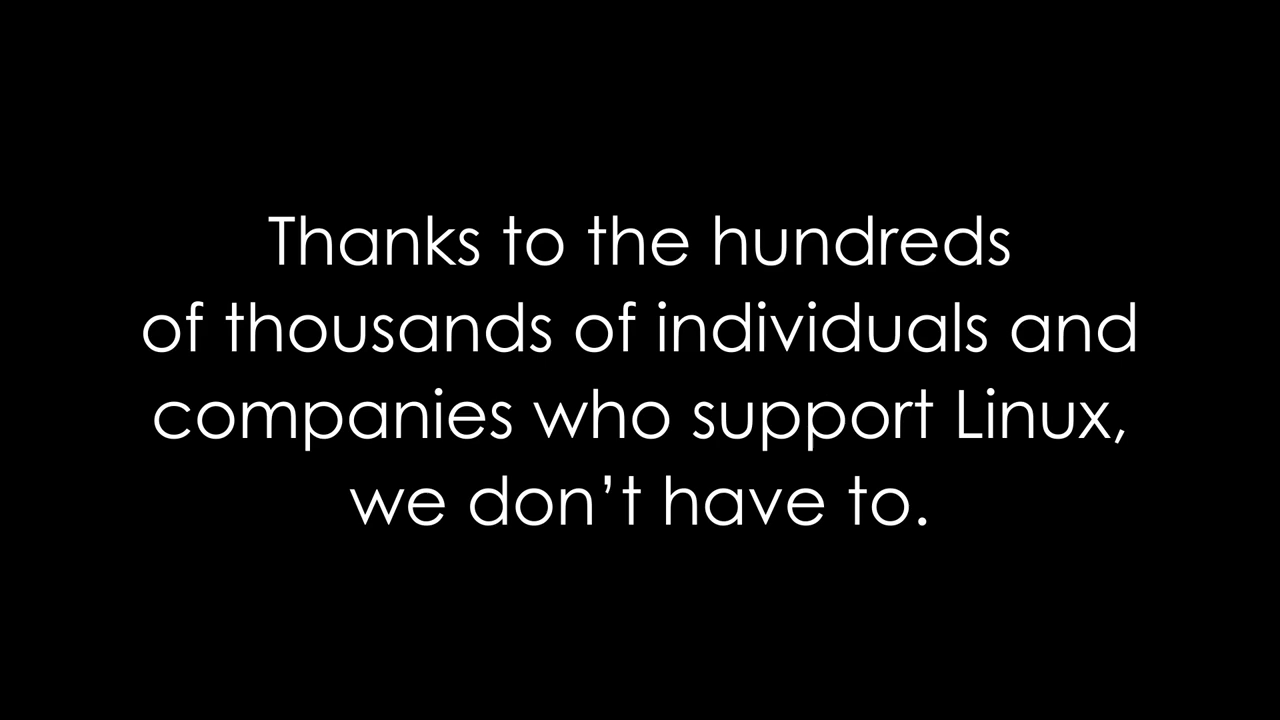 Thanks to the hundreds
of thousands of individuals and
companies who support Linux,
we don’t have to.